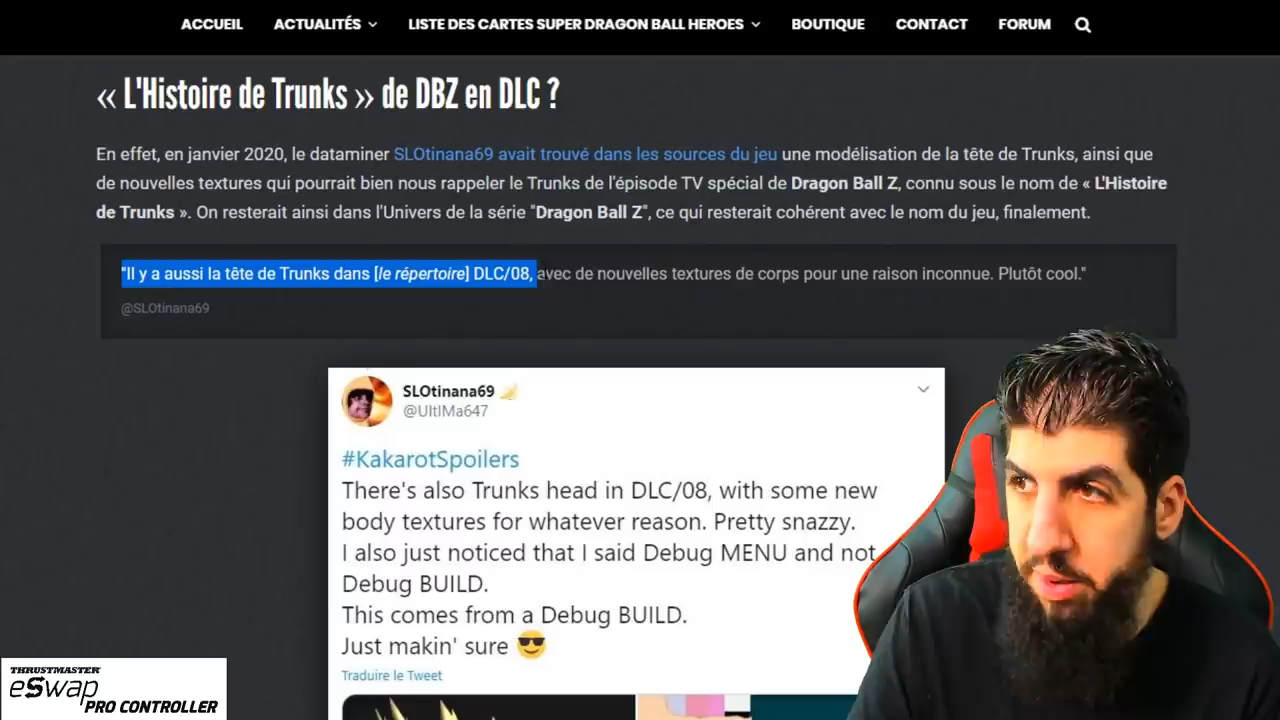 ACCUEIL ACTUALITÉS LISTE DES CARTES SUPER DRAGON BALL HEROES BOUTIQUE CONTACT FORUM
« L'Histoire de Trunks » de DBZ en DLC ?
En effet, en janvier 2020, le dataminer SLOtinana69 avait trouvé dans les sources du jeu une modélisation de la tête de Trunks, ainsi que
de nouvelles textures qui pourrait bien nous rappeler le Trunks de l'épisode TV spécial de Dragon Ball Z, connu sous le nom de « L'Histoire
de Trunks ». On resterait ainsi dans l'Univers de la série "Dragon Ball Z", ce qui resterait cohérent avec le nom du jeu, finalement.
"Il y a aussi la tête de Trunks dans [le répertoire] DLC/08, avec de nouvelles textures de corps pour une raison inconnue. Plutôt cool."
@SLOtinana69
SLOtinana69
@UltIMa647
#KakarotSpoilers
There's also Trunks head in DLC/08, with some new
body textures for whatever reason. Pretty snazzy.
I also just noticed that I said Debug MENU and not
Debug BUILD.
This comes from a Debug BUILD.
Just makin' sure 😎
Traduire le Tweet
THRUSTMASTER
eSwap
PRO CONTROLLER